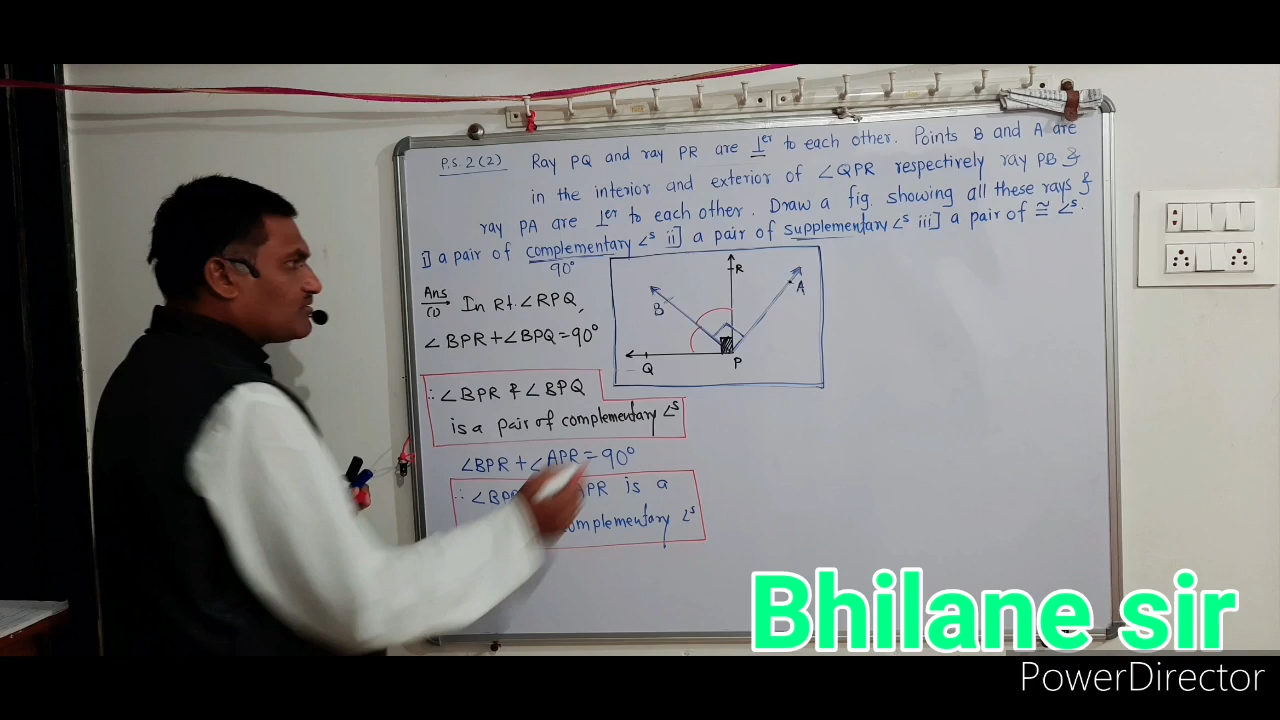 P.S. 2 (2) Ray PQ and ray PR are ⊥er to each other. Points B and A are
in the interior and exterior of ∠QPR respectively ray PB &
ray PA are ⊥er to each other. Draw a fig. showing all these rays &
i] a pair of complementary ∠s ii] a pair of supplementary ∠s iii] a pair of ≅ ∠s.
90°
Ans
(i)
In Rt. ∠RPQ,
∠BPR+∠BPQ=90°
∴ ∠BPR & ∠BPQ
is a pair of complementary ∠s
∠BPR+∠APR=90°
∴ ∠BPR APR is a
complementary ∠s
R
A
B
Q
P
Bhilane sir
PowerDirector